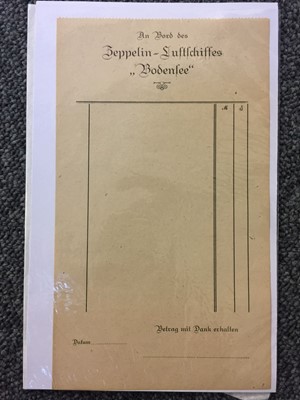 An Bord des
Zeppelin-Luftschiffes
„Bodensee“
Betrag mit Dank erhalten
Datum